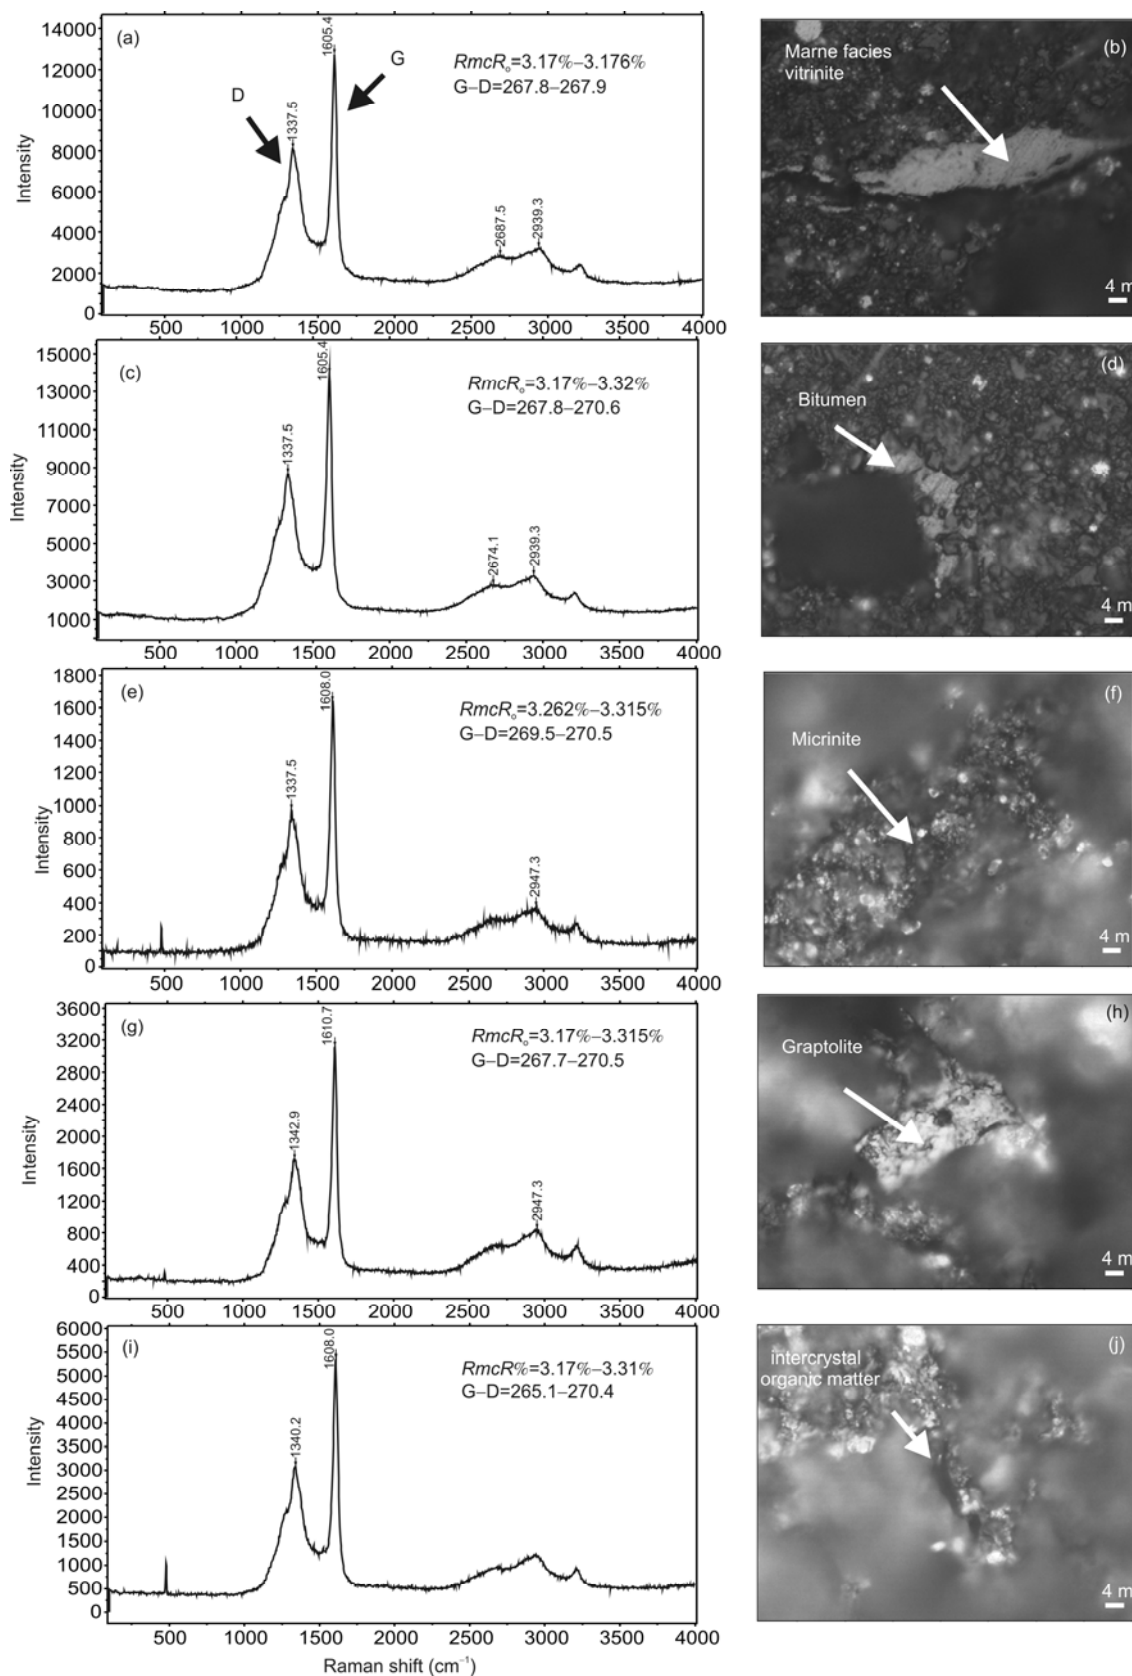 (a)
14000
12000
10000
8000
6000
4000
2000
0
Intensity
D
G
1337.5
1605.4
2687.5
2939.3
RmcRo=3.17%–3.176%
G–D=267.8–267.9
500 1000 1500 2000 2500 3000 3500 4000
(b)
Marne facies
vitrinite
4 m
(c)
15000
13000
11000
9000
7000
5000
3000
1000
Intensity
1337.5
1605.4
2674.1
2939.3
RmcRo=3.17%–3.32%
G–D=267.8–270.6
500 1000 1500 2000 2500 3000 3500 4000
(d)
Bitumen
4 m
(e)
1800
1600
1400
1200
1000
800
600
400
200
0
Intensity
1337.5
1608.0
2947.3
RmcRo=3.262%–3.315%
G–D=269.5–270.5
500 1000 1500 2000 2500 3000 3500 4000
(f)
Micrinite
4 m
(g)
3600
3200
2800
2400
2000
1600
1200
800
400
0
Intensity
1342.9
1610.7
2947.3
RmcRo=3.17%–3.315%
G–D=267.7–270.5
500 1000 1500 2000 2500 3000 3500 4000
(h)
Graptolite
4 m
(i)
6000
5500
5000
4500
4000
3500
3000
2500
2000
1500
1000
500
0
Intensity
1340.2
1608.0
RmcR%=3.17%–3.31%
G–D=265.1–270.4
500 1000 1500 2000 2500 3000 3500 4000
Raman shift (cm⁻¹)
(j)
intercrystal
organic matter
4 m